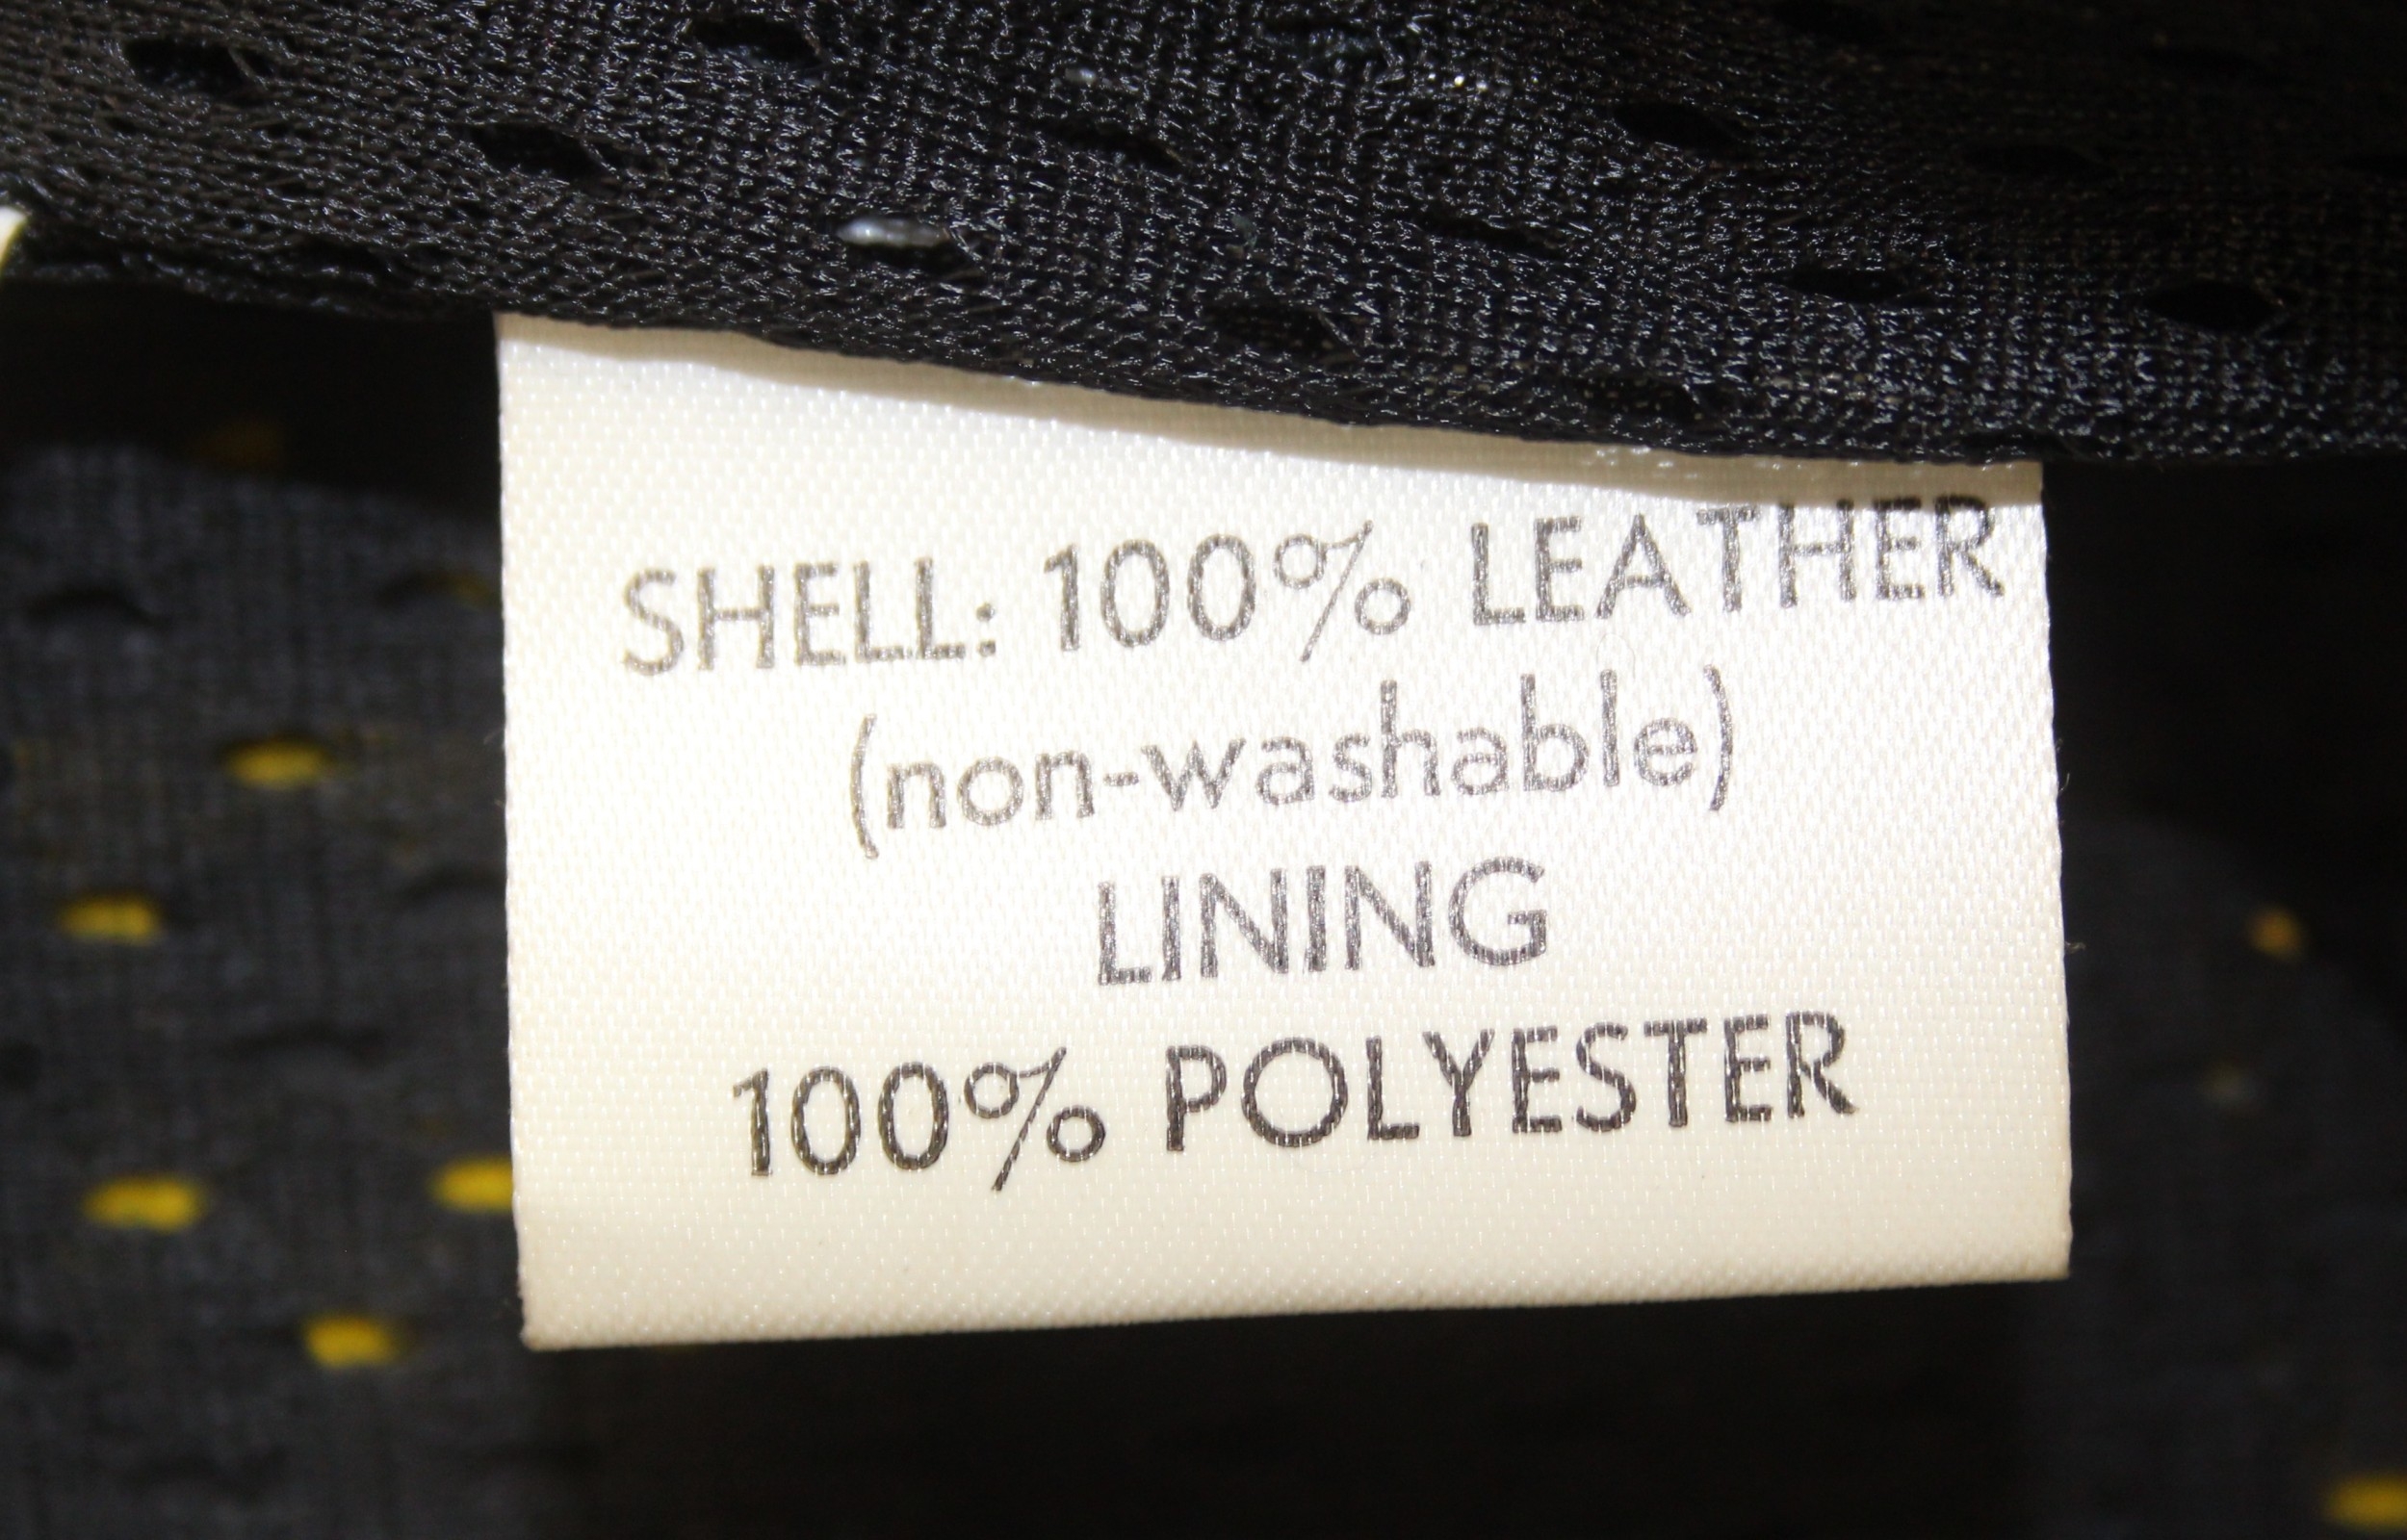 SHELL: 100% LEATHER
(non-washable)
LINING
100% POLYESTER